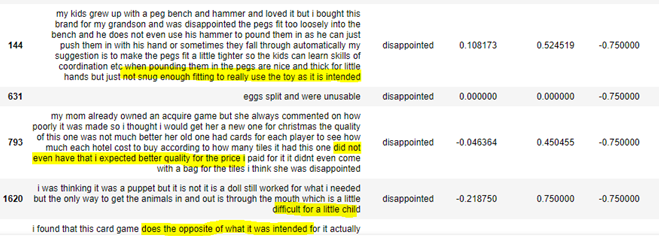 my kids grew up with a peg bench and hammer and loved it but i bought this
brand for my grandson and was disappointed the pegs fit too loosely into the
bench and he does not even use his hammer to pound them in as he can just
144 push them in with his hand or sometimes they fall through automatically my disappointed 0.108173 0.524519 -0.750000
suggestion is to make the pegs fit a little tighter so the kids can learn skills of
coordination etc when pounding them in the pegs are nice and thick for little
hands but just not snug enough fitting to really use the toy as it is intended
631 eggs split and were unusable disappointed 0.000000 0.000000 -0.750000
my mom already owned an acquire game but she always commented on how
poorly it was made so i thought i would get her a new one for christmas the quality
of this one was not much better her old one had cards for each player to see how
793 much each hotel cost to buy according to how many tiles it had this one did not disappointed -0.046364 0.450455 -0.750000
even have that i expected better quality for the price i paid for it it didnt even come
with a bag for the tiles i think she was disappointed
i was thinking it was a puppet but it is not it is a doll still worked for what i needed
1620 but the only way to get the animals in and out is through the mouth which is a little disappointed -0.218750 0.750000 -0.750000
difficult for a little child
i found that this card game does the opposite of what it was intended for it actually